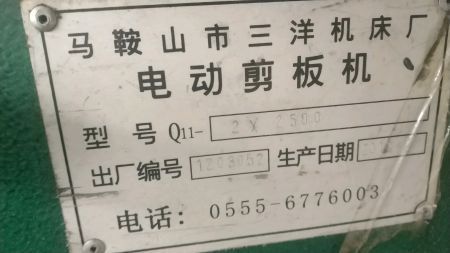 马鞍山市三洋机床厂
电动剪板机
型号 Q11- 2 X 2500
出厂编号 1203052 生产日期
电话: 0555-6776003